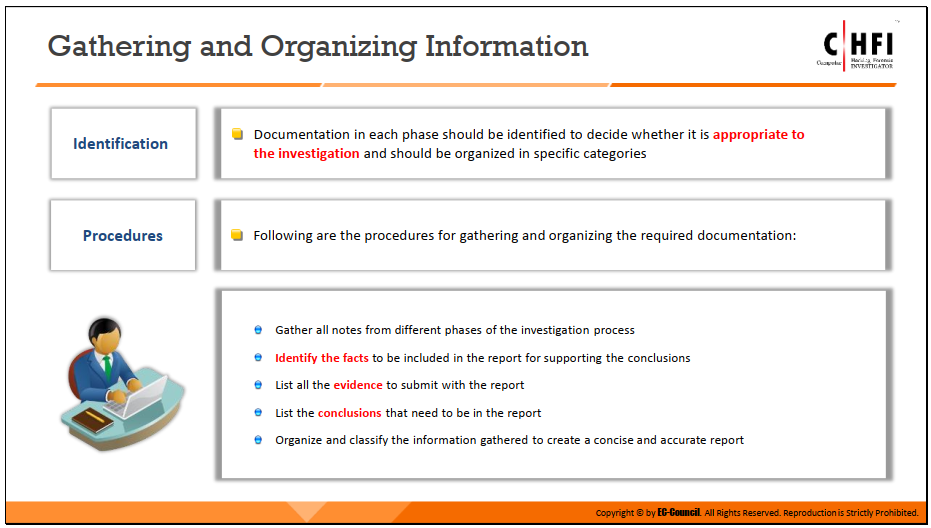 Gathering and Organizing Information
CHFI
Computer Hacking Forensic
INVESTIGATOR
Identification
Documentation in each phase should be identified to decide whether it is appropriate to
the investigation and should be organized in specific categories
Procedures
Following are the procedures for gathering and organizing the required documentation:
Gather all notes from different phases of the investigation process
Identify the facts to be included in the report for supporting the conclusions
List all the evidence to submit with the report
List the conclusions that need to be in the report
Organize and classify the information gathered to create a concise and accurate report
Copyright © by EC-Council. All Rights Reserved. Reproduction is Strictly Prohibited.